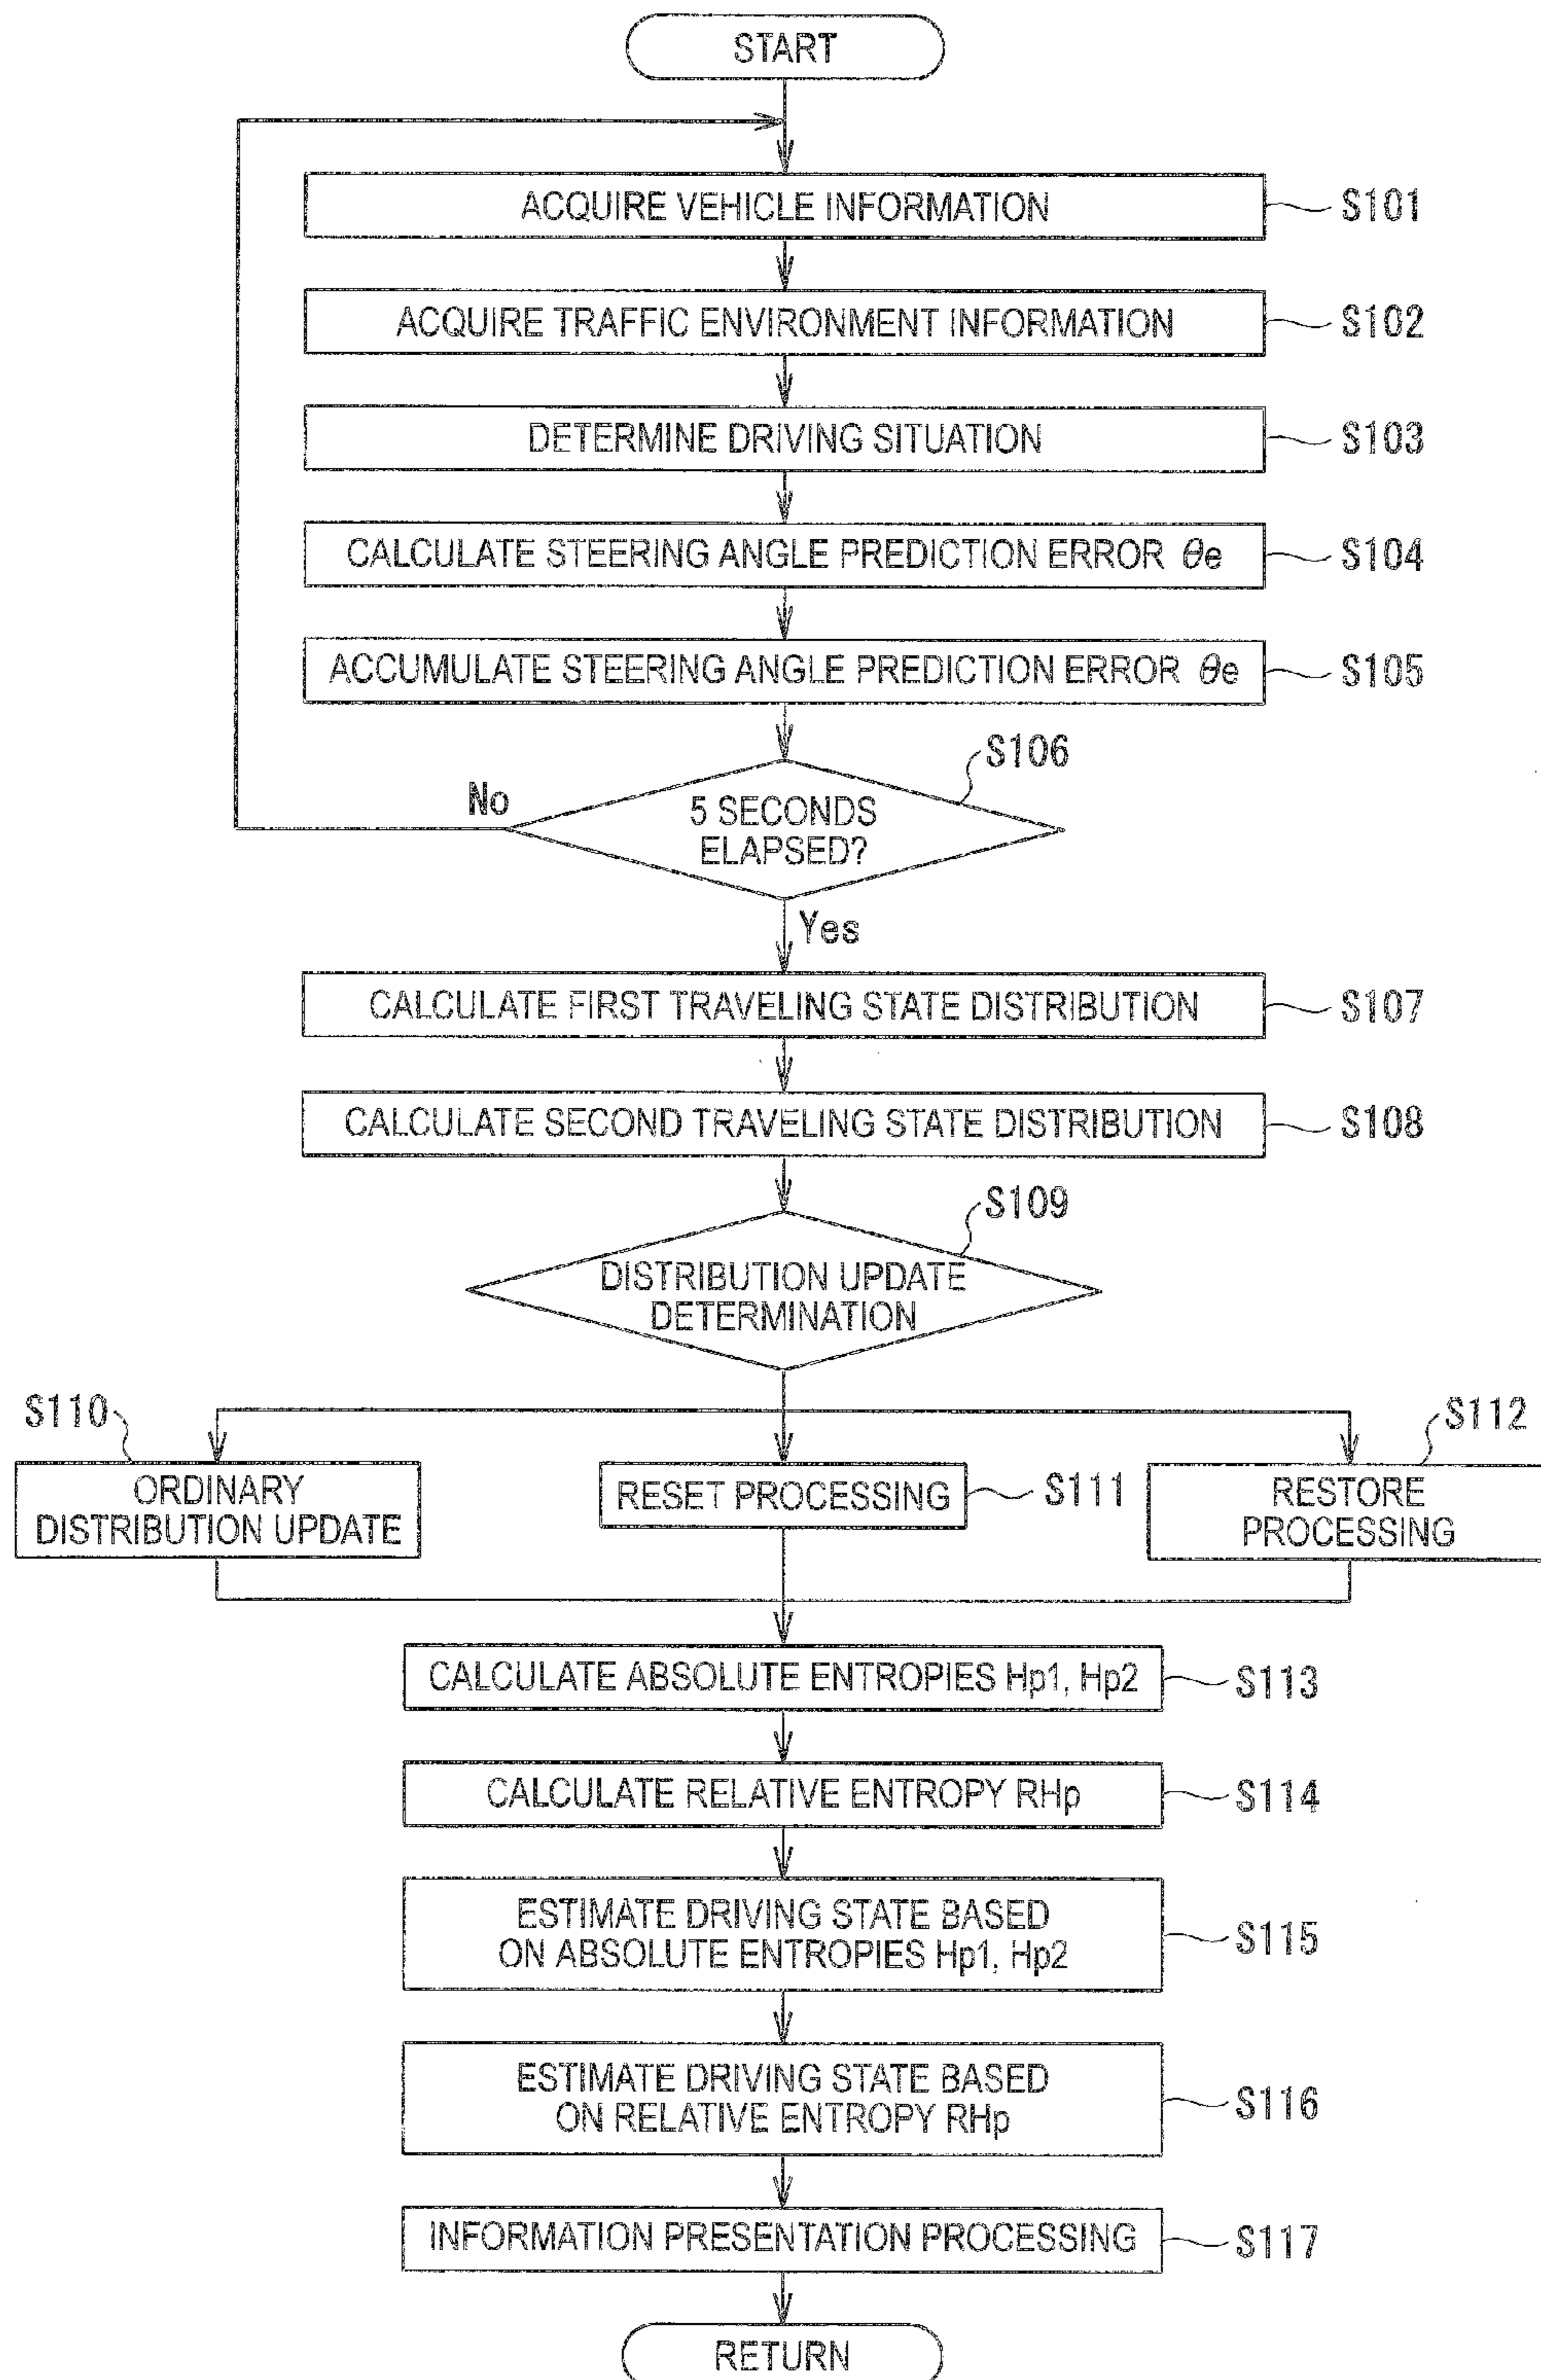 START
ACQUIRE VEHICLE INFORMATION
S101
ACQUIRE TRAFFIC ENVIRONMENT INFORMATION
S102
DETERMINE DRIVING SITUATION
S103
CALCULATE STEERING ANGLE PREDICTION ERROR θe
S104
ACCUMULATE STEERING ANGLE PREDICTION ERROR θe
S105
S106
No
5 SECONDS
ELAPSED?
Yes
CALCULATE FIRST TRAVELING STATE DISTRIBUTION
S107
CALCULATE SECOND TRAVELING STATE DISTRIBUTION
S108
S109
DISTRIBUTION UPDATE
DETERMINATION
S110
ORDINARY
DISTRIBUTION UPDATE
RESET PROCESSING
S111
S112
RESTORE
PROCESSING
CALCULATE ABSOLUTE ENTROPIES Hp1, Hp2
S113
CALCULATE RELATIVE ENTROPY RHp
S114
ESTIMATE DRIVING STATE BASED
ON ABSOLUTE ENTROPIES Hp1, Hp2
S115
ESTIMATE DRIVING STATE BASED
ON RELATIVE ENTROPY RHp
S116
INFORMATION PRESENTATION PROCESSING
S117
RETURN